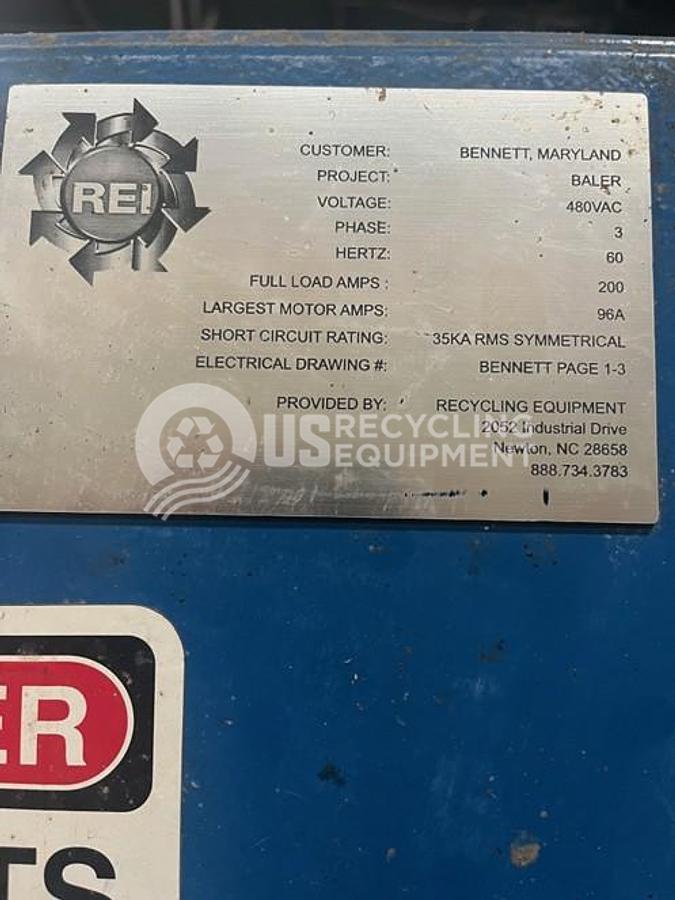 REI
CUSTOMER: BENNETT, MARYLAND
PROJECT: BALER
VOLTAGE: 480VAC
PHASE: 3
HERTZ: 60
FULL LOAD AMPS : 200
LARGEST MOTOR AMPS: 96A
SHORT CIRCUIT RATING: 35KA RMS SYMMETRICAL
ELECTRICAL DRAWING #: BENNETT PAGE 1-3
PROVIDED BY: RECYCLING EQUIPMENT
2052 Industrial Drive
Newton, NC 28658
888.734.3783
US RECYCLING
EQUIPMENT
ER
TS